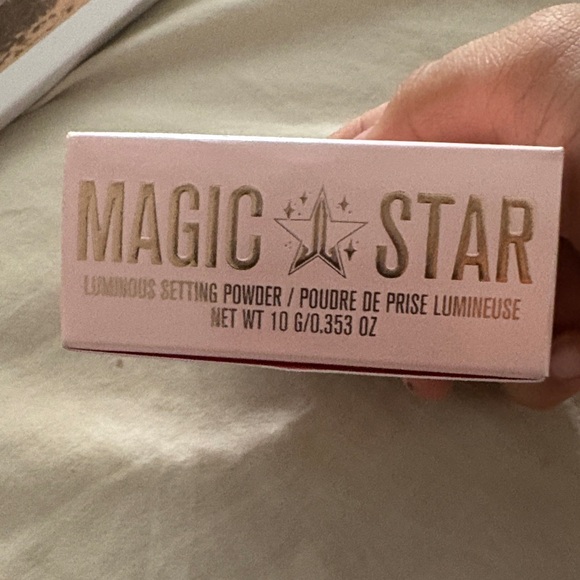 MAGIC STAR
LUMINOUS SETTING POWDER / POUDRE DE PRISE LUMINEUSE
NET WT 10 G/0.353 OZ